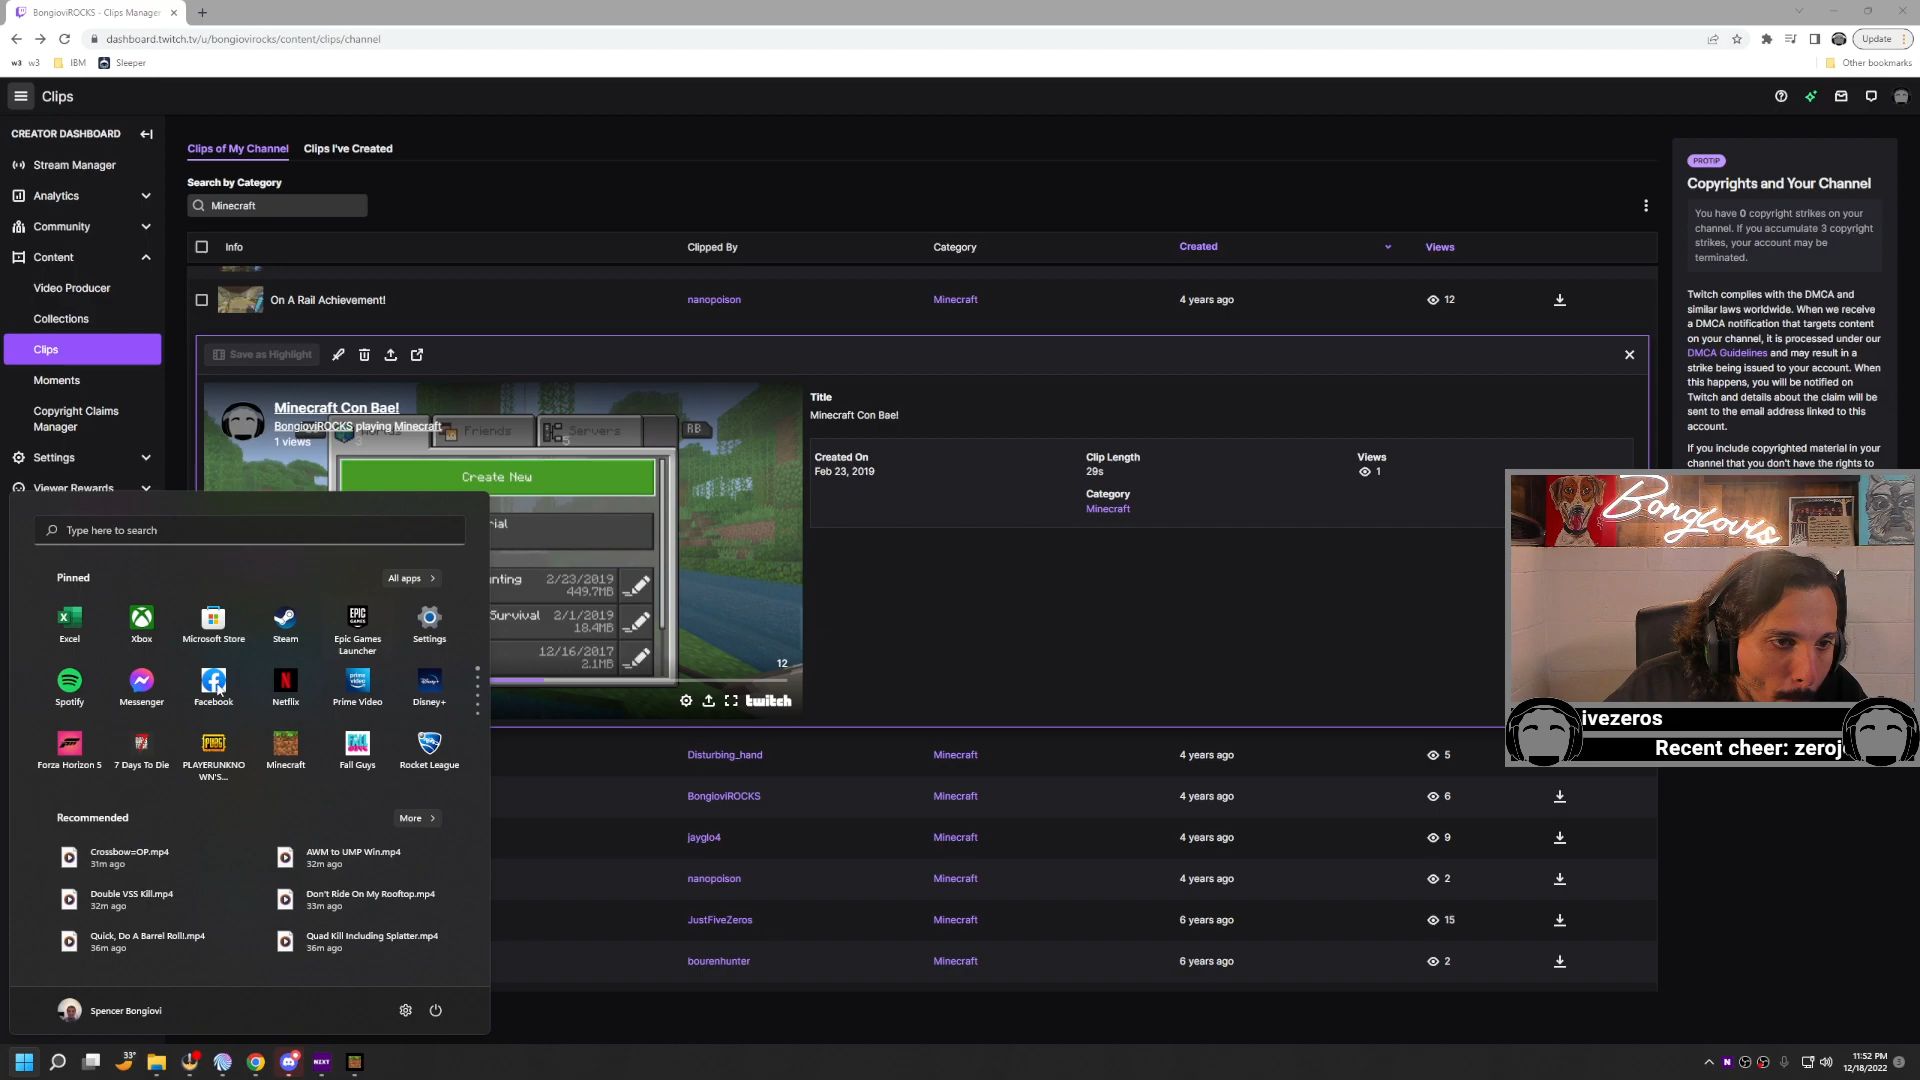 BongioviROCKS - Clips Manager
dashboard.twitch.tv/u/bongiovirocks/content/clips/channel
Update
w3 w3 IBM Sleeper
Other bookmarks
Clips
CREATOR DASHBOARD
Stream Manager
Analytics
Community
Content
Video Producer
Collections
Clips
Moments
Copyright Claims
Manager
Settings
Viewer Rewards
Clips of My Channel Clips I've Created
Search by Category
Minecraft
Info Clipped By Category Created Views
On A Rail Achievement! nanopoison Minecraft 4 years ago 12
Save as Highlight
Minecraft Con Bae!
BongioviROCKS playing Minecraft
1 views
Friends
Servers
RB
Create New
2/23/2019
449.7MB
Survival 2/1/2019
18.4MB
12/16/2017
2.1MB
12
twitch
Title
Minecraft Con Bae!
Created On Clip Length Views
Feb 23, 2019 29s 1
Category
Minecraft
Disturbing_hand Minecraft 4 years ago 5
BongioviROCKS Minecraft 4 years ago 6
jayglo4 Minecraft 4 years ago 9
nanopoison Minecraft 4 years ago 2
JustFiveZeros Minecraft 6 years ago 15
bourenhunter Minecraft 6 years ago 2
PROTIP
Copyrights and Your Channel
You have 0 copyright strikes on your
channel. If you accumulate 3 copyright
strikes, your account may be
terminated.
Twitch complies with the DMCA and
similar laws worldwide. When we receive
a DMCA notification that targets content
on your channel, it is processed under our
DMCA Guidelines and may result in a
strike being issued to your account. When
this happens, you will be notified on
Twitch and details about the claim will be
sent to the email address linked to this
account.
If you include copyrighted material in your
channel that you don't have the rights to
Bongiovis
ivezeros
Recent cheer: zeroj
Type here to search
Pinned
All apps
Excel
Xbox
Microsoft Store
Steam
Epic Games
Launcher
Settings
Spotify
Messenger
Facebook
Netflix
Prime Video
Disney+
Forza Horizon 5
7 Days To Die
PLAYERUNKNO
WN'S...
Minecraft
Fall Guys
Rocket League
Recommended
More
Crossbow=OP.mp4
31m ago
AWM to UMP Win.mp4
32m ago
Double VSS Kill.mp4
32m ago
Don't Ride On My Rooftop.mp4
33m ago
Quick, Do A Barrel Roll!.mp4
36m ago
Quad Kill Including Splatter.mp4
36m ago
Spencer Bongiovi
33°
NZXT
11:52 PM
12/18/2022
3